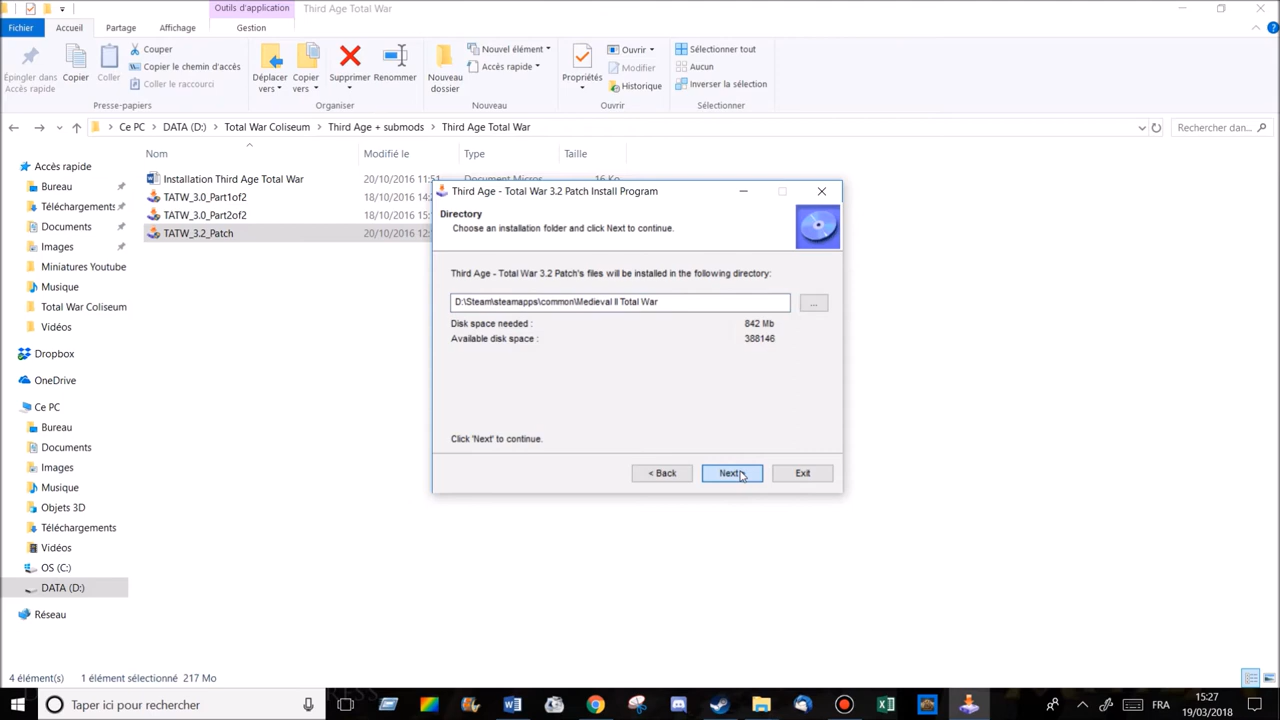 Outils d'application
Third Age Total War
Fichier
Accueil
Partage
Affichage
Gestion
Épingler dans
Accès rapide
Copier
Coller
Couper
Copier le chemin d'accès
Coller le raccourci
Presse-papiers
Déplacer
vers
Copier
vers
Supprimer
Renommer
Organiser
Nouveau
dossier
Nouvel élément
Accès rapide
Nouveau
Propriétés
Ouvrir
Modifier
Historique
Ouvrir
Sélectionner tout
Aucun
Inverser la sélection
Sélectionner
Ce PC
DATA (D:)
Total War Coliseum
Third Age + submods
Third Age Total War
Rechercher dan...
Nom
Modifié le
Type
Taille
Installation Third Age Total War
20/10/2016 11:51
Document Micros...
16 Ko
TATW_3.0_Part1of2
18/10/2016 14:2
TATW_3.0_Part2of2
18/10/2016 15:
TATW_3.2_Patch
20/10/2016 12:
Accès rapide
Bureau
Téléchargements
Documents
Images
Miniatures Youtube
Musique
Total War Coliseum
Vidéos
Dropbox
OneDrive
Ce PC
Bureau
Documents
Images
Musique
Objets 3D
Téléchargements
Vidéos
OS (C:)
DATA (D:)
Réseau
Third Age - Total War 3.2 Patch Install Program
Directory
Choose an installation folder and click Next to continue.
Third Age - Total War 3.2 Patch's files will be installed in the following directory:
D:\Steam\steamapps\common\Medieval II Total War
...
Disk space needed :
842 Mb
Available disk space :
388146
Click 'Next' to continue.
< Back
Next
Exit
4 élément(s)
1 élément sélectionné
217 Mo
Taper ici pour rechercher
FRA
15:27
19/03/2018